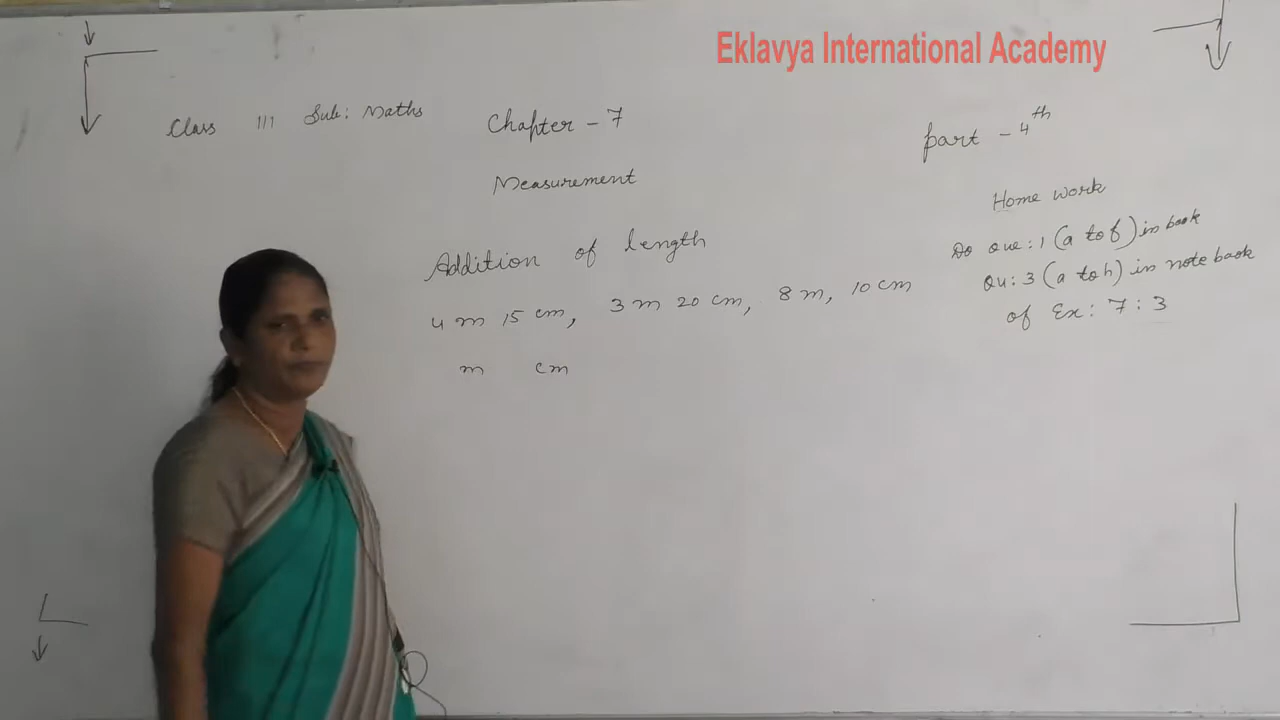 Eklavya International Academy
Class III Sub: Maths
Chapter - 7
Part - 4th
Measurement
Addition of length
4 m 15 cm, 3 m 20 cm, 8 m, 10 cm
m cm
Home work
Do Que: 1 (a to f) in book
Qu: 3 (a to h) in note book
of Ex: 7:3